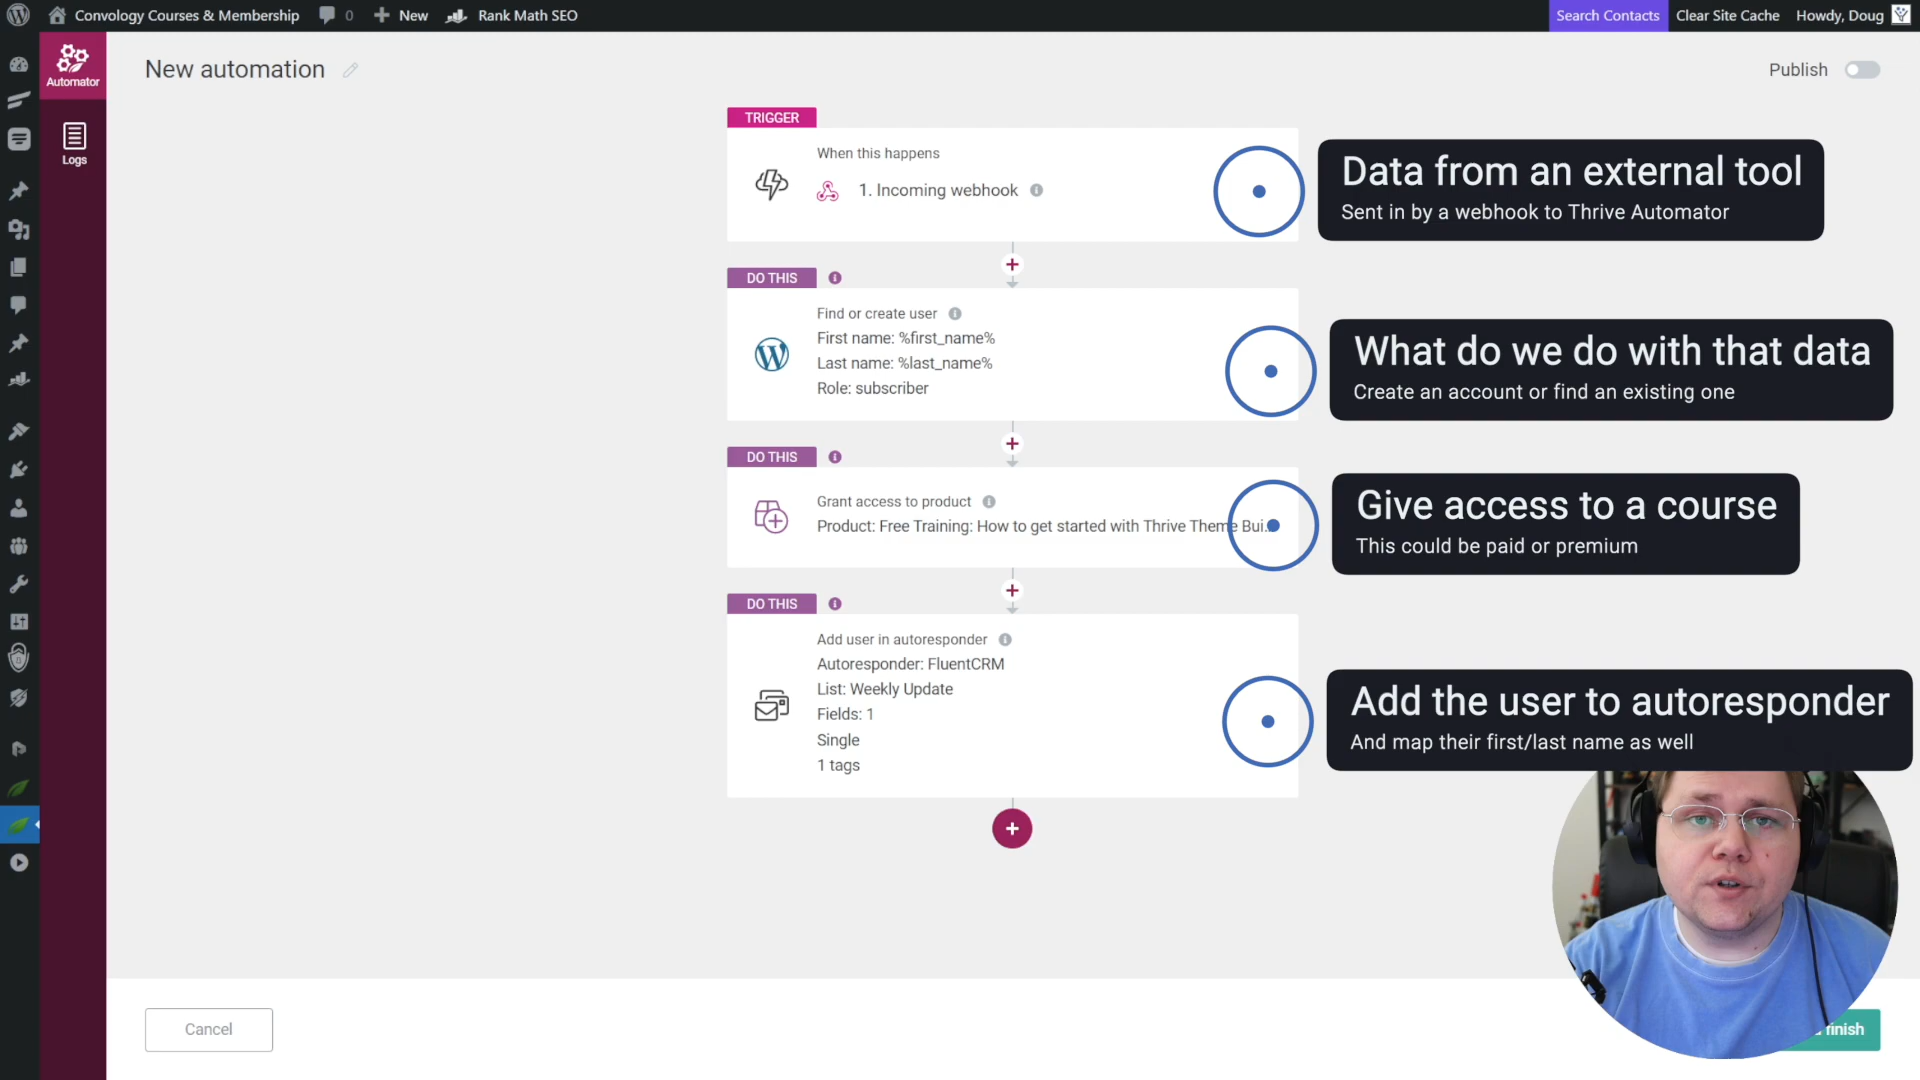 Convology Courses & Membership
0
New
Rank Math SEO
Search Contacts
Clear Site Cache
Howdy, Doug
Automator
Logs
New automation
Publish
TRIGGER
When this happens
1. Incoming webhook
Data from an external tool
Sent in by a webhook to Thrive Automator
DO THIS
Find or create user
First name: %first_name%
Last name: %last_name%
Role: subscriber
What do we do with that data
Create an account or find an existing one
DO THIS
Grant access to product
Product: Free Training: How to get started with Thrive Theme Bui...
Give access to a course
This could be paid or premium
DO THIS
Add user in autoresponder
Autoresponder: FluentCRM
List: Weekly Update
Fields: 1
Single
1 tags
Add the user to autoresponder
And map their first/last name as well
Cancel
finish